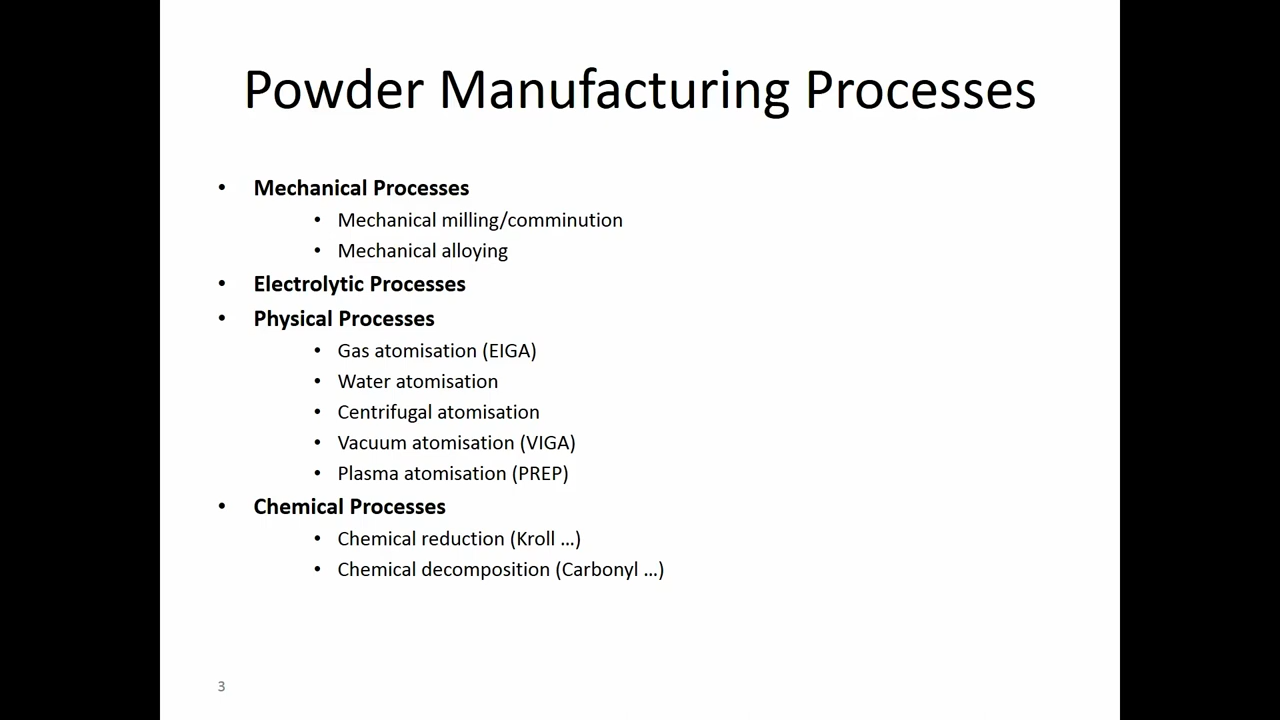 Powder Manufacturing Processes
• Mechanical Processes
• Mechanical milling/comminution
• Mechanical alloying
• Electrolytic Processes
• Physical Processes
• Gas atomisation (EIGA)
• Water atomisation
• Centrifugal atomisation
• Vacuum atomisation (VIGA)
• Plasma atomisation (PREP)
• Chemical Processes
• Chemical reduction (Kroll ...)
• Chemical decomposition (Carbonyl ...)
3